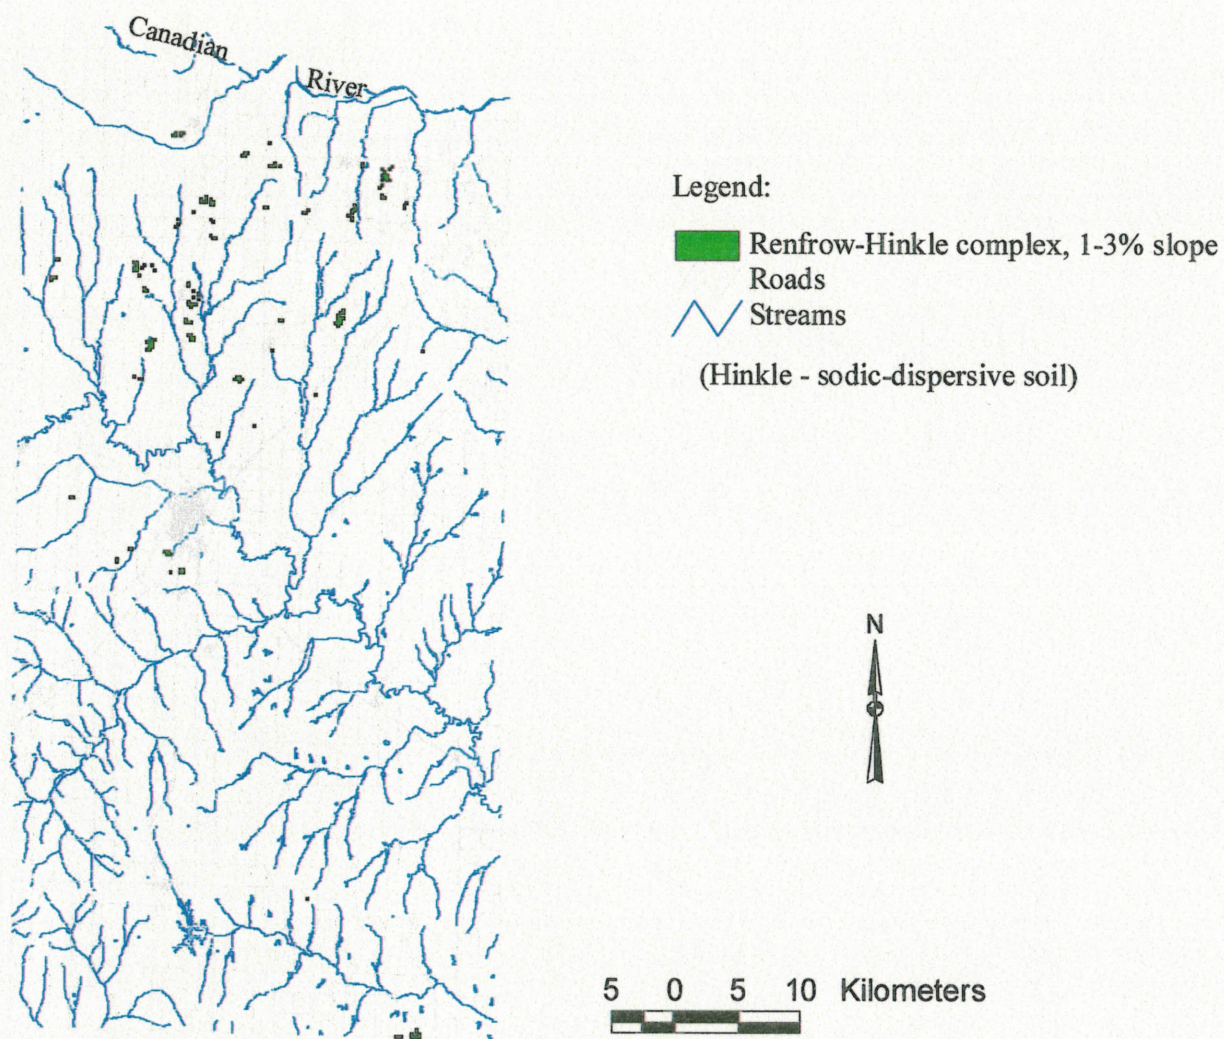 Canadian
River
Legend:
Renfrow-Hinkle complex, 1-3% slope
Roads
Streams
(Hinkle - sodic-dispersive soil)
N
5 0 5 10 Kilometers